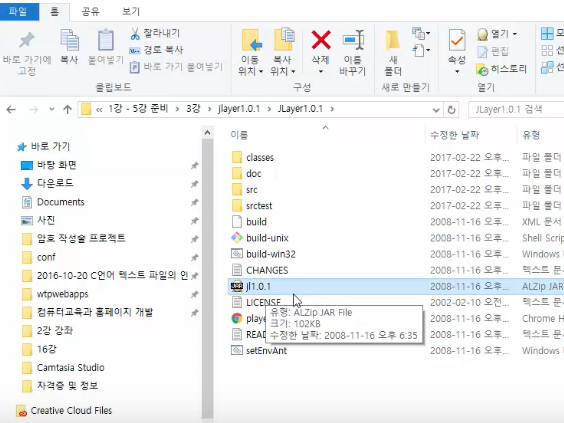 파일 홈 공유 보기
잘라내기
경로 복사
바로 가기 붙여넣기
바로 가기에 고정
복사
붙여넣기
이동 위치
복사 위치
삭제
이름 바꾸기
새 폴더
속성
열기
편집
히스토리
클립보드 구성 새로 만들기 열기
« 1강 - 5강 준비 > 3강 > jlayer1.0.1 > JLayer1.0.1 >
JLayer1.0.1 검색
이름 수정한 날짜 유형
바로 가기
바탕 화면
다운로드
Documents
사진
암호 작성술 프로젝트
conf
2016-10-20 C언어 텍스트 파일의 인
wtpwebapps
컴퓨터교육과 홈페이지 개발
2강 강좌
16강
Camtasia Studio
자격증 및 정보
Creative Cloud Files
classes 2017-02-22 오후... 파일 폴더
doc 2017-02-22 오후... 파일 폴더
src 2017-02-22 오후... 파일 폴더
srctest 2017-02-22 오후... 파일 폴더
build 2008-11-16 오후... XML 문서
build-unix 2008-11-16 오후... Shell Scrip
build-win32 2008-11-16 오후... Windows
CHANGES 2008-11-16 오후... 텍스트 문서
jl1.0.1 2008-11-16 오후... ALZip JAR
LICENSE 2002-02-10 오전... 텍스트 문서
play 2008-11-16 오후... Chrome H
READ 2008-11-16 오후... 텍스트 문서
setEnvAnt 2008-11-16 오후... Windows
유형: ALZip JAR File
크기: 102KB
수정한 날짜: 2008-11-16 오후 6:35